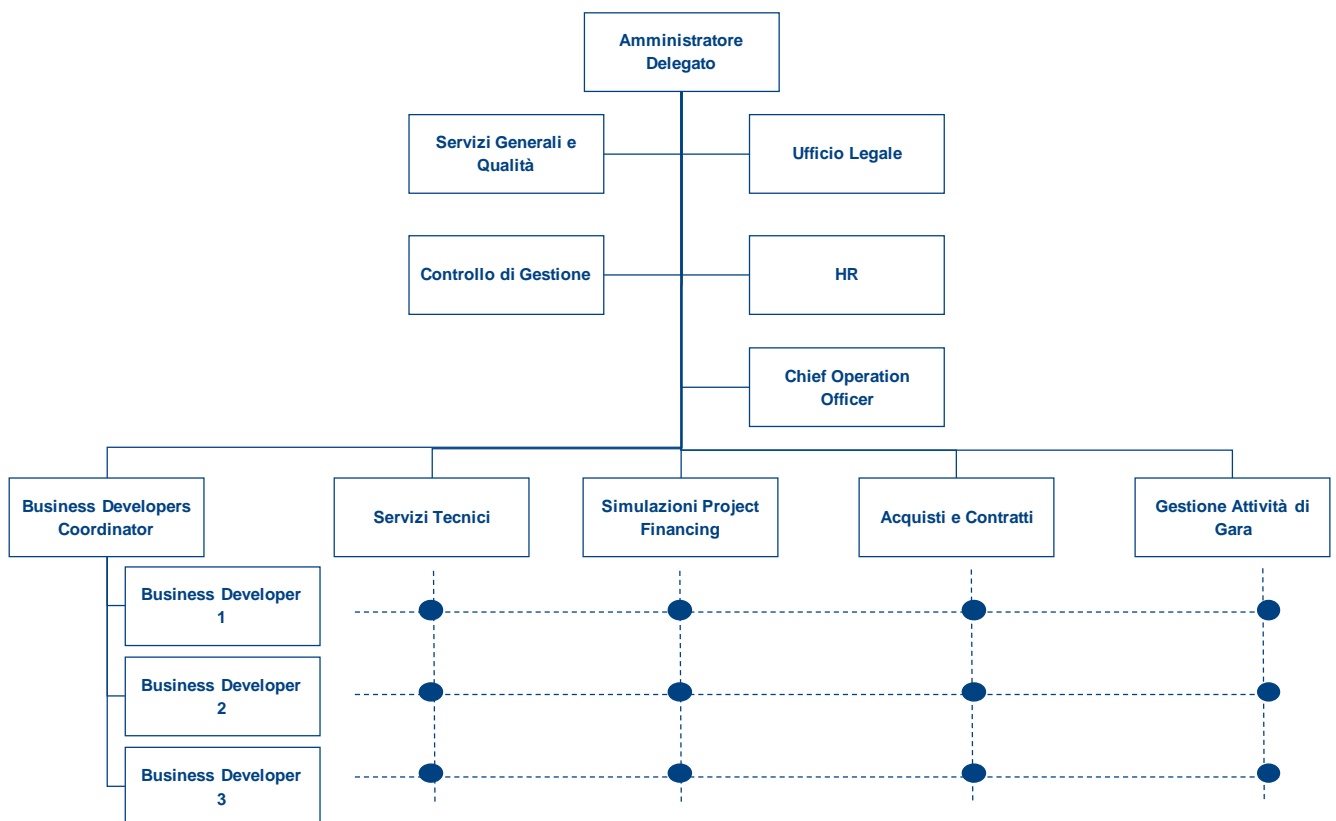 Amministratore
Delegato
Servizi Generali e
Qualità
Ufficio Legale
Controllo di Gestione
HR
Chief Operation
Officer
Business Developers
Coordinator
Servizi Tecnici
Simulazioni Project
Financing
Acquisti e Contratti
Gestione Attività di
Gara
Business Developer
1
Business Developer
2
Business Developer
3